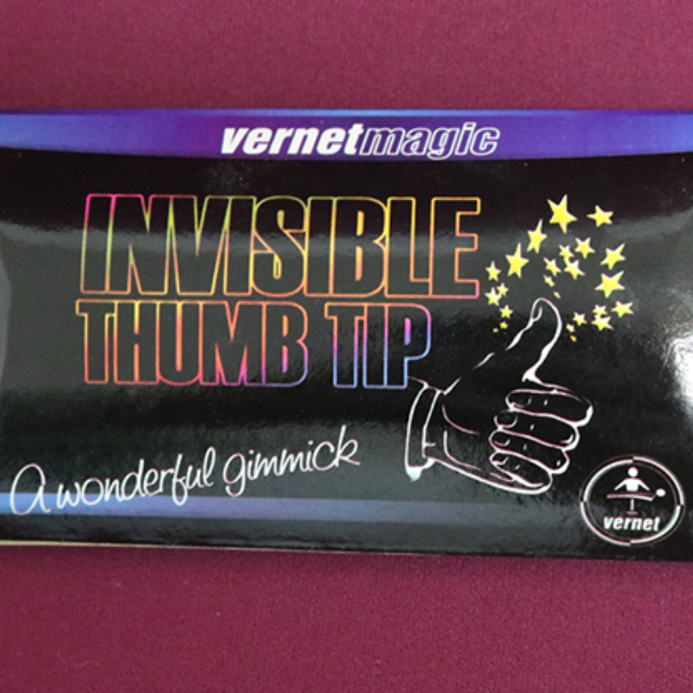 vernetmagic
INVISIBLE
THUMB TIP
A wonderful gimmick
vernet